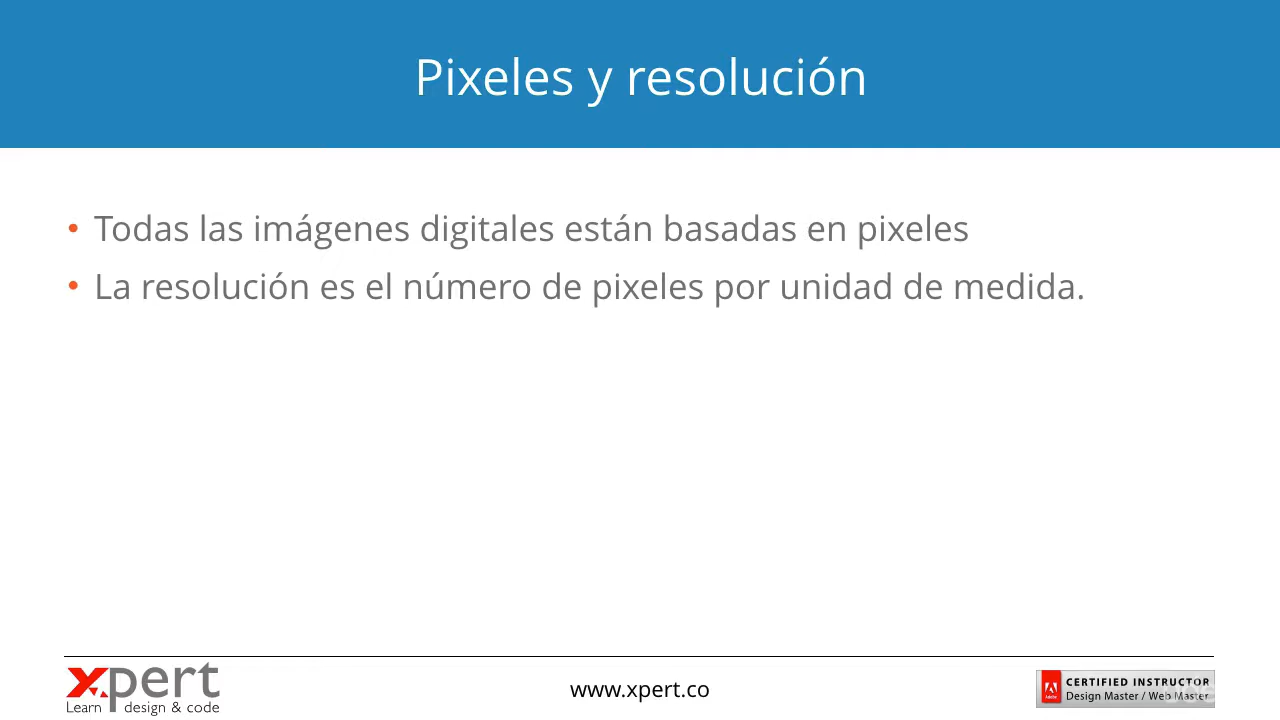 Pixeles y resolución
• Todas las imágenes digitales están basadas en pixeles
• La resolución es el número de pixeles por unidad de medida.
xpert
Learn design & code
www.xpert.co
Adobe
CERTIFIED INSTRUCTOR
Design Master / Web Master